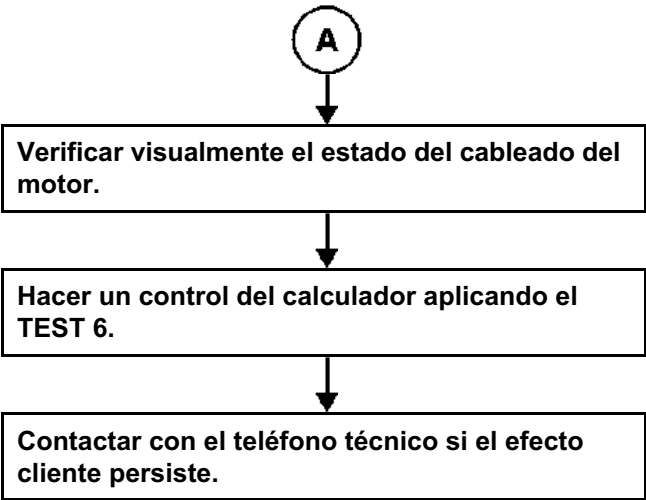 A
Verificar visualmente el estado del cableado del
motor.
Hacer un control del calculador aplicando el
TEST 6.
Contactar con el teléfono técnico si el efecto
cliente persiste.